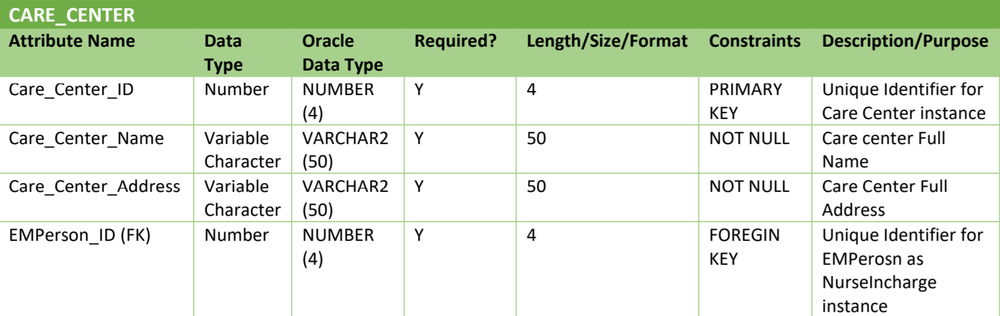 CARE_CENTER
Attribute Name Data Type Oracle Data Type Required? Length/Size/Format Constraints Description/Purpose
Care_Center_ID Number NUMBER (4) Y 4 PRIMARY KEY Unique Identifier for Care Center instance
Care_Center_Name Variable Character VARCHAR2 (50) Y 50 NOT NULL Care center Full Name
Care_Center_Address Variable Character VARCHAR2 (50) Y 50 NOT NULL Care Center Full Address
EMPerson_ID (FK) Number NUMBER (4) Y 4 FOREGIN KEY Unique Identifier for EMPerosn as NurseIncharge instance